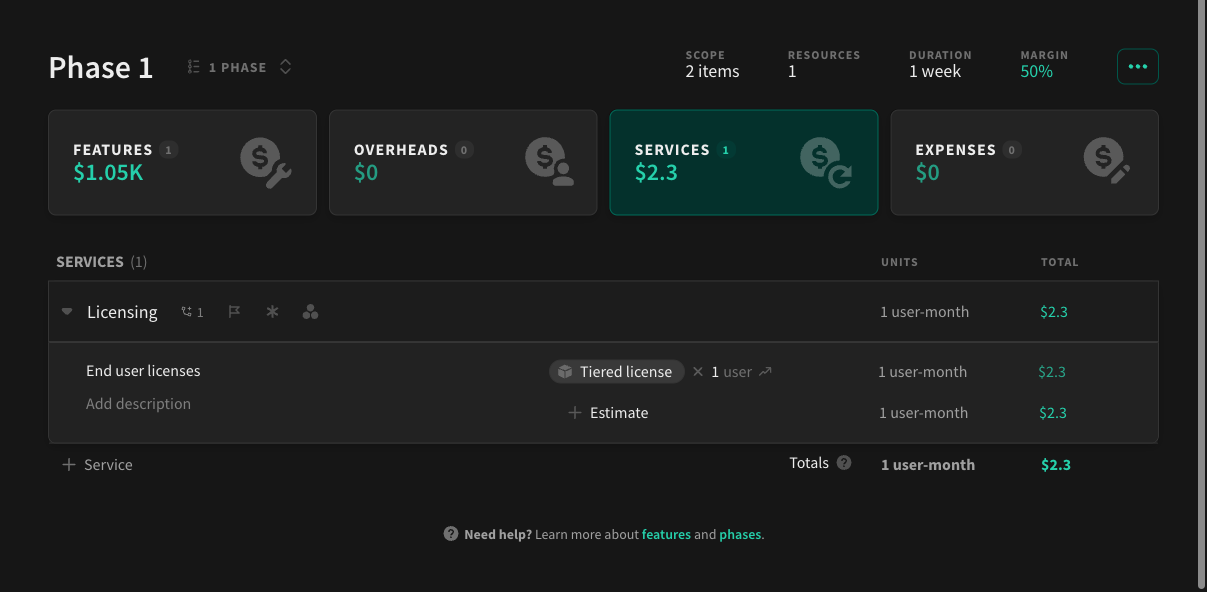 Phase 1
1 PHASE
SCOPE
2 items
RESOURCES
1
DURATION
1 week
MARGIN
50%
FEATURES 1
$1.05K
OVERHEADS 0
$0
SERVICES 1
$2.3
EXPENSES 0
$0
SERVICES (1) UNITS TOTAL
Licensing 1 1 user-month $2.3
End user licenses Tiered license × 1 user 1 user-month $2.3
Add description
+ Estimate 1 user-month $2.3
+ Service Totals ? 1 user-month $2.3
? Need help? Learn more about features and phases.